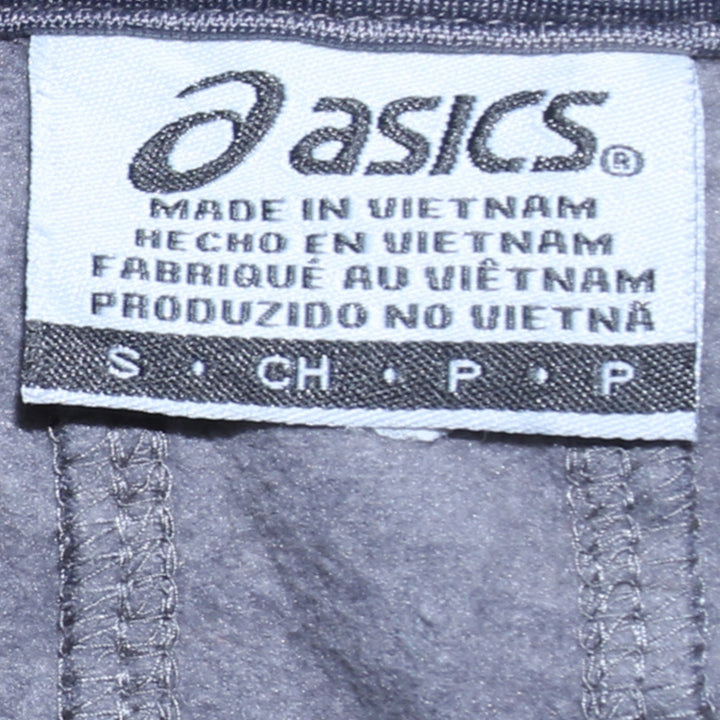 asics®
MADE IN VIETNAM
HECHO EN VIETNAM
FABRIQUÉ AU VIÊTNAM
PRODUZIDO NO VIETNÃ
S • CH • P • P